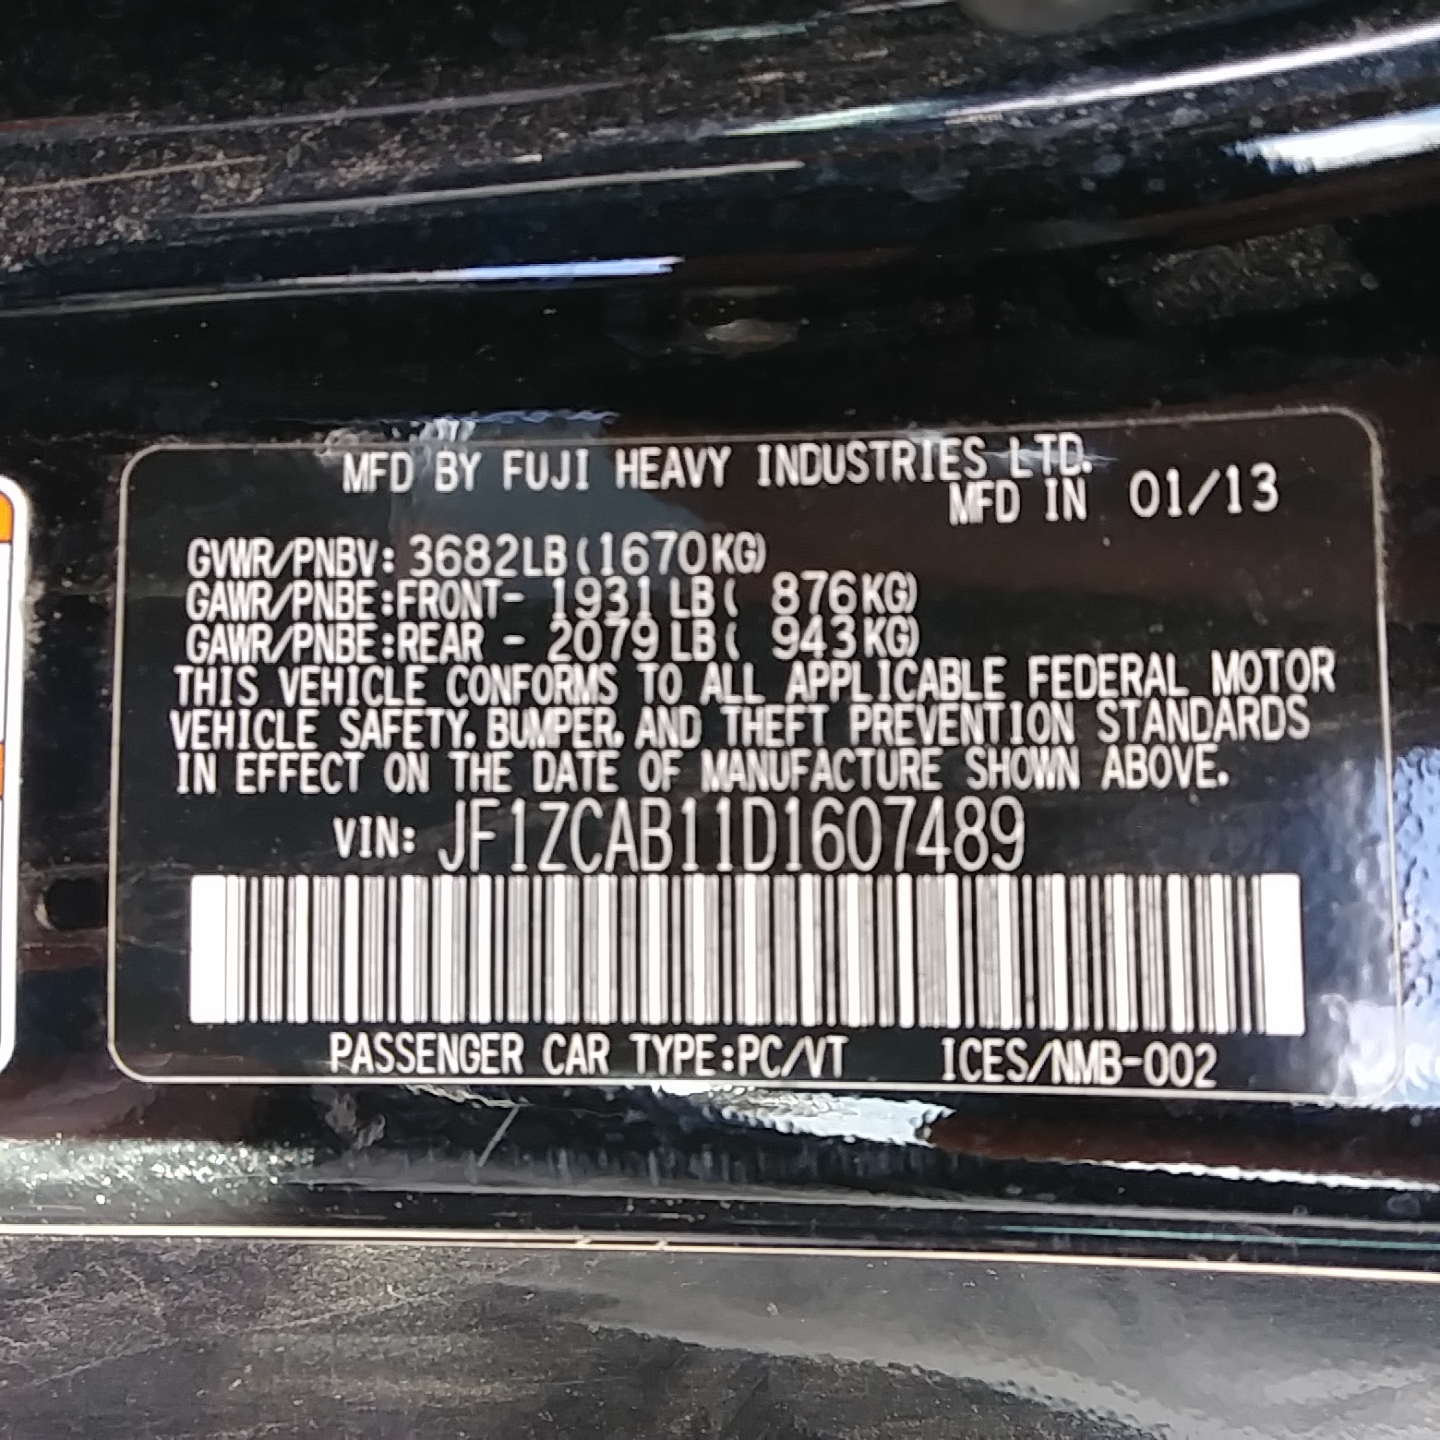 MFD BY FUJI HEAVY INDUSTRIES LTD.
MFD IN 01/13
GVWR/PNBV: 3682LB(1670KG)
GAWR/PNBE:FRONT- 1931 LB( 876KG)
GAWR/PNBE:REAR - 2079 LB( 943KG)
THIS VEHICLE CONFORMS TO ALL APPLICABLE FEDERAL MOTOR
VEHICLE SAFETY, BUMPER, AND THEFT PREVENTION STANDARDS
IN EFFECT ON THE DATE OF MANUFACTURE SHOWN ABOVE.
VIN: JF1ZCAB11D1607489
PASSENGER CAR TYPE:PC/VT ICES/NMB-002